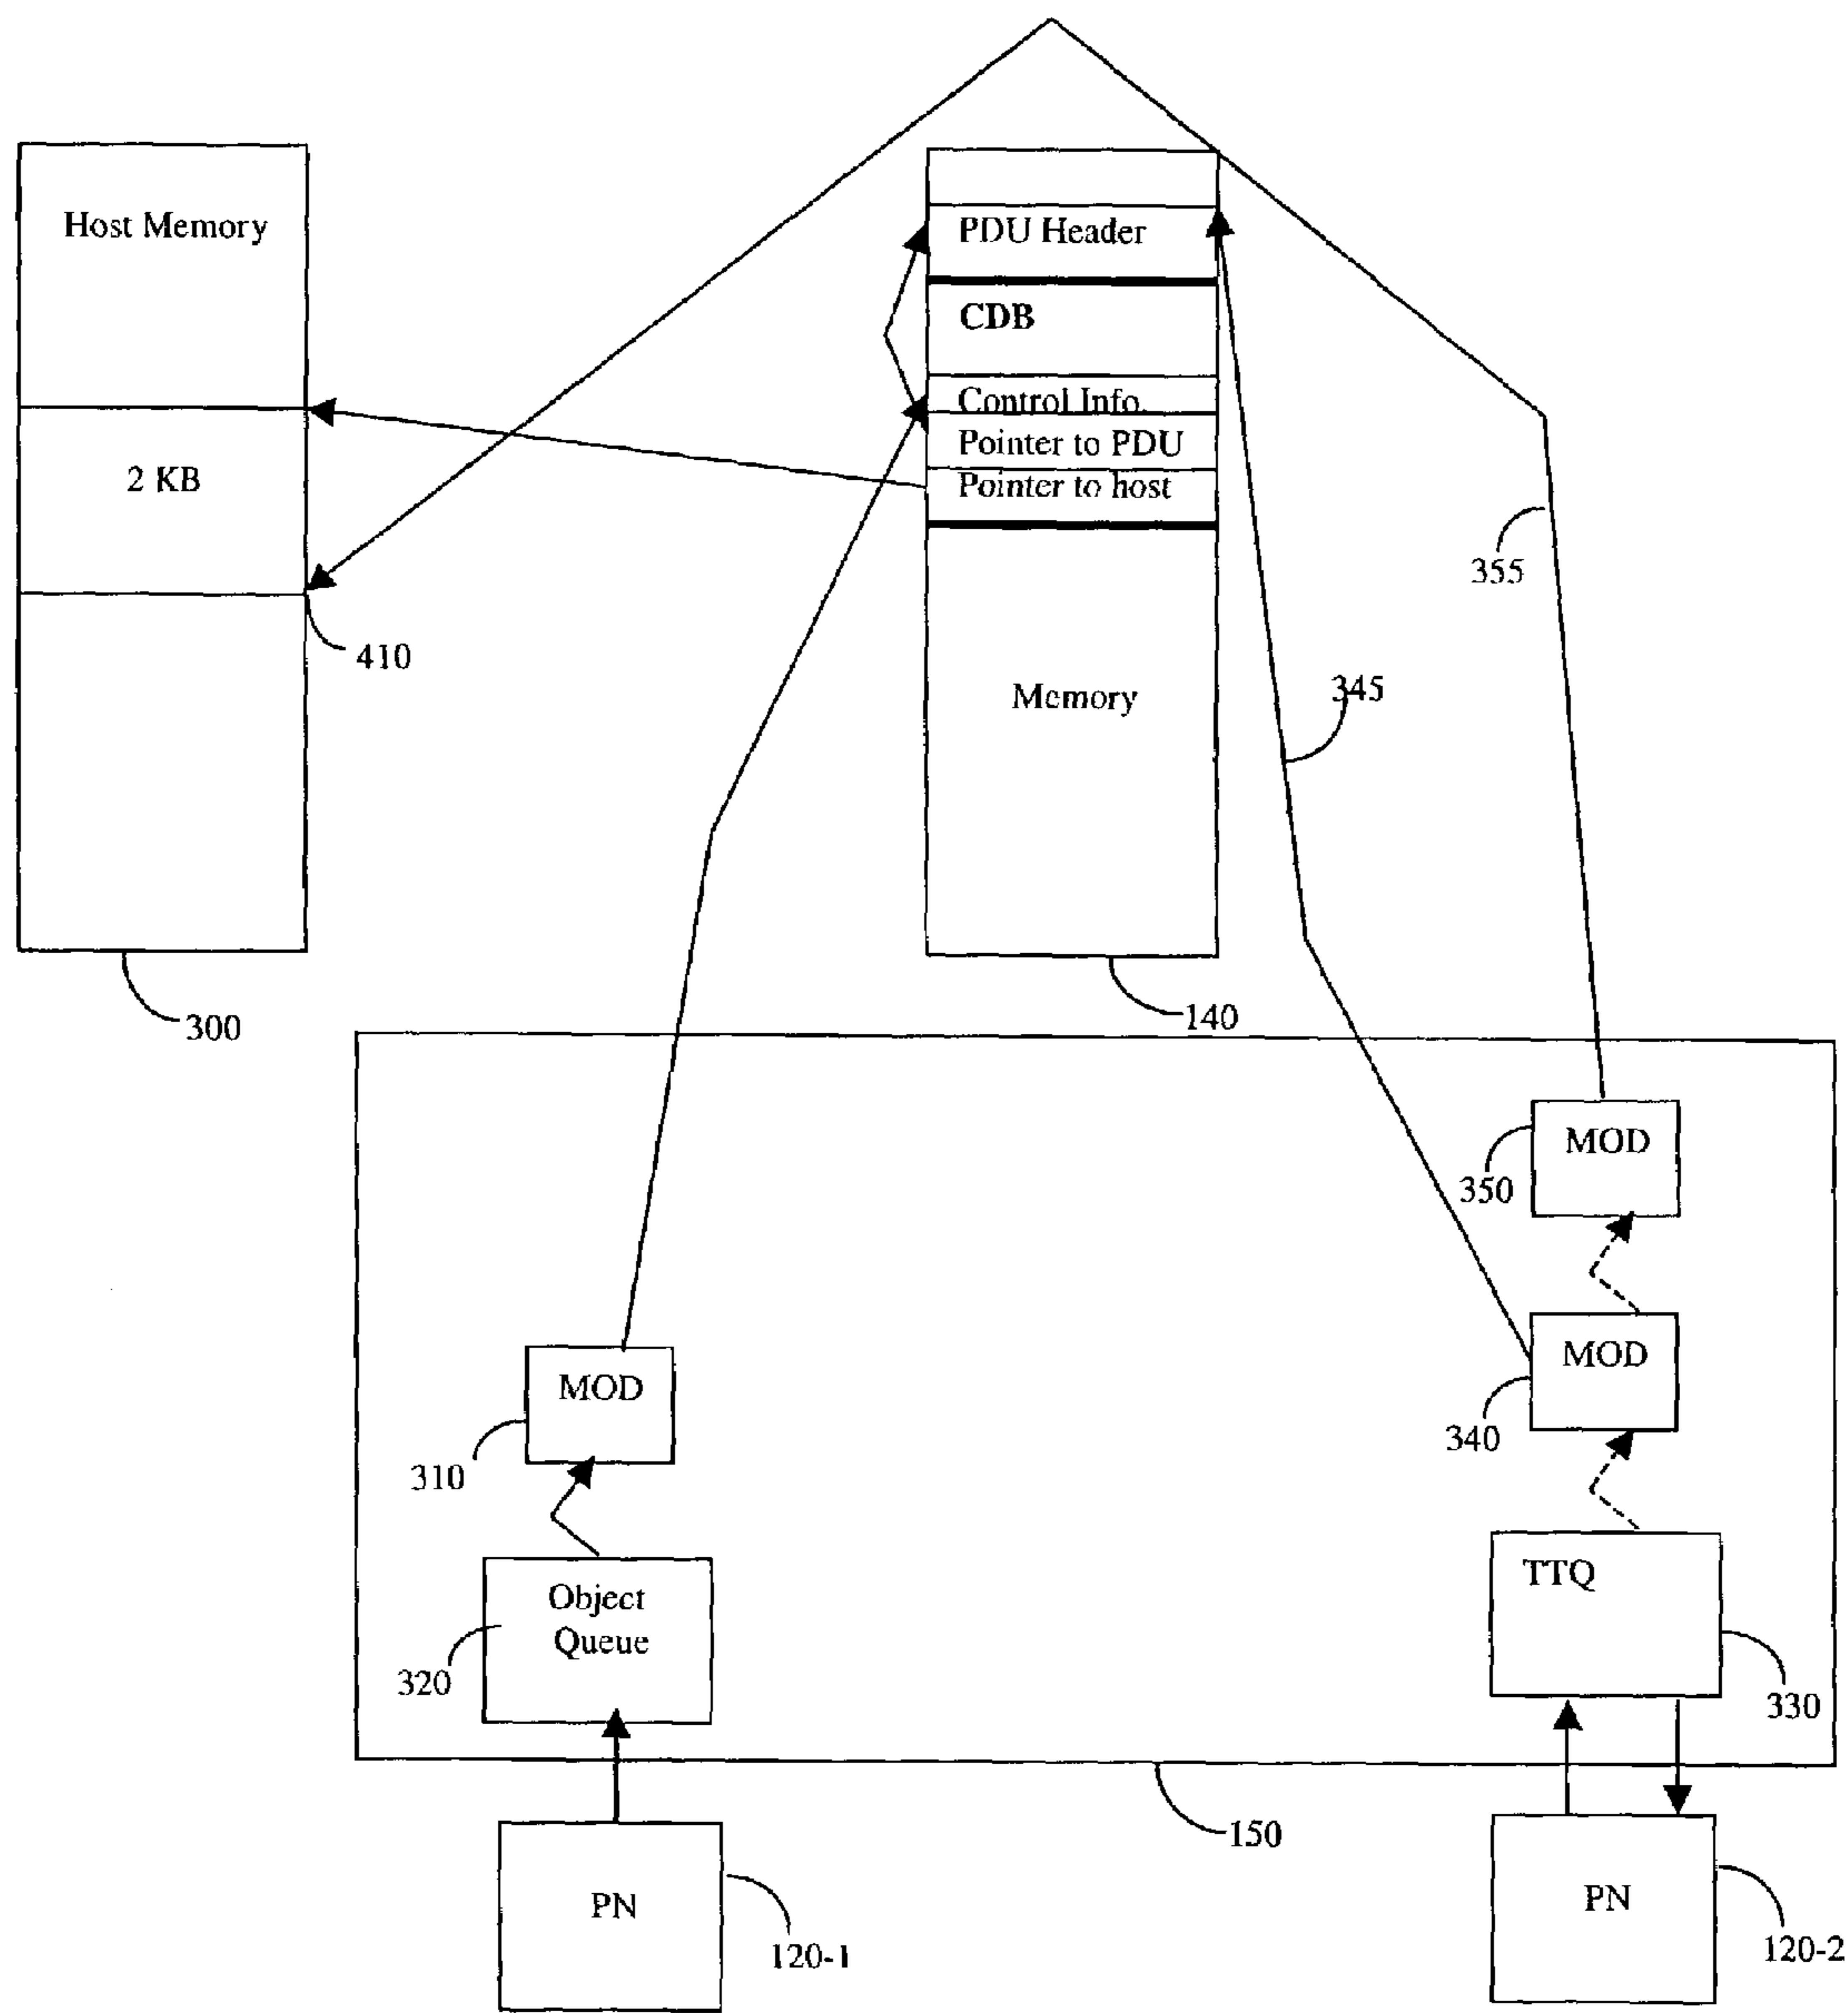 Host Memory
2 KB
410
300
PDU Header
CDB
Control Info.
Pointer to PDU
Pointer to host
Memory
140
355
345
MOD
350
MOD
340
MOD
310
Object
Queue
320
TTQ
330
150
PN
120-1
PN
120-2